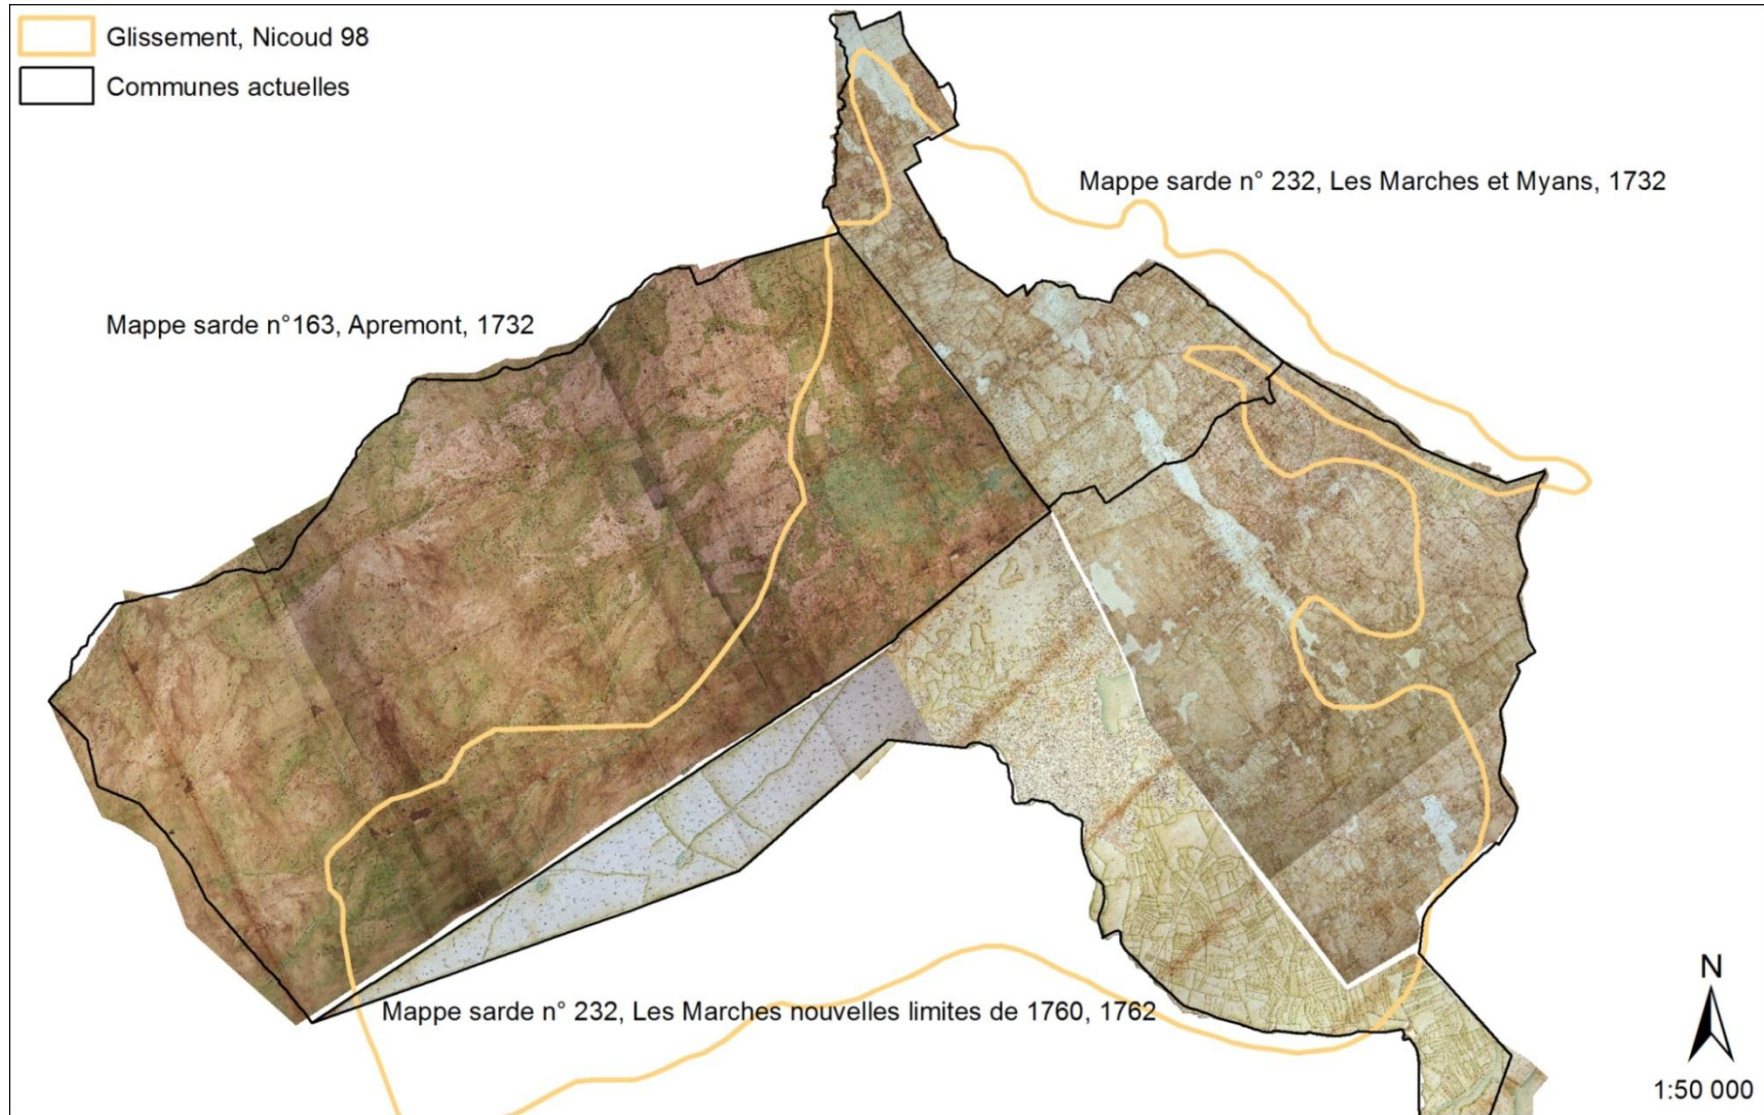 Glissement, Nicoud 98
Communes actuelles
Mappe sarde n° 232, Les Marches et Myans, 1732
Mappe sarde n°163, Apremont, 1732
Mappe sarde n° 232, Les Marches nouvelles limites de 1760, 1762
N
1:50 000